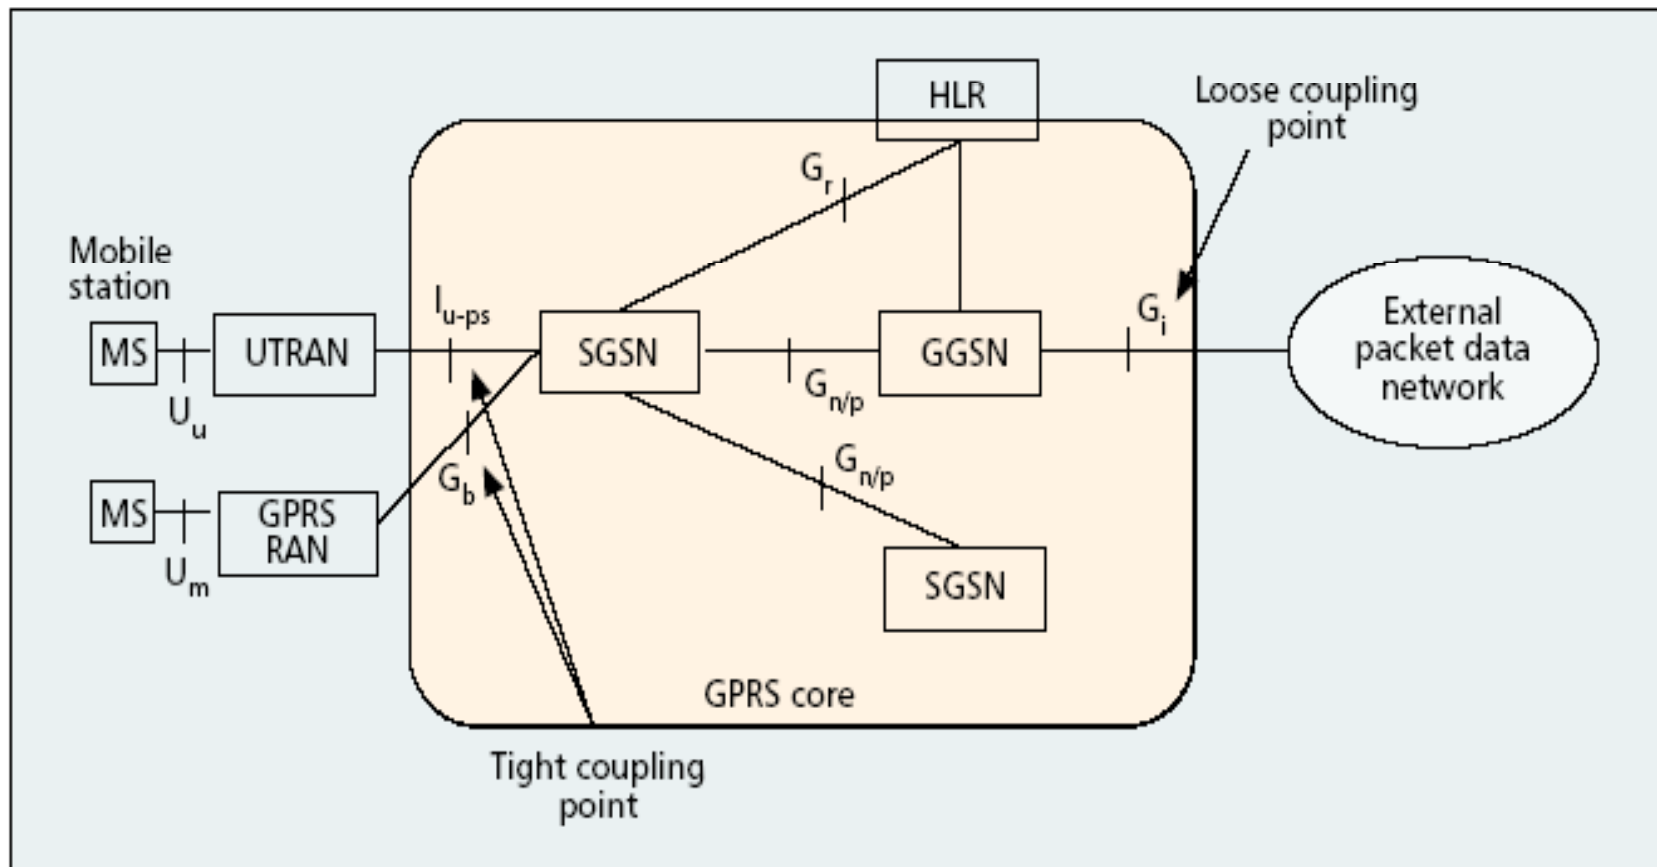 HLR
Loose coupling
point
Gr
Mobile
station
Iu-ps
Gi
External
packet data
network
MS
UTRAN
SGSN
GGSN
Uu
Gn/p
Gb
Gn/p
MS
GPRS
RAN
Um
SGSN
GPRS core
Tight coupling
point